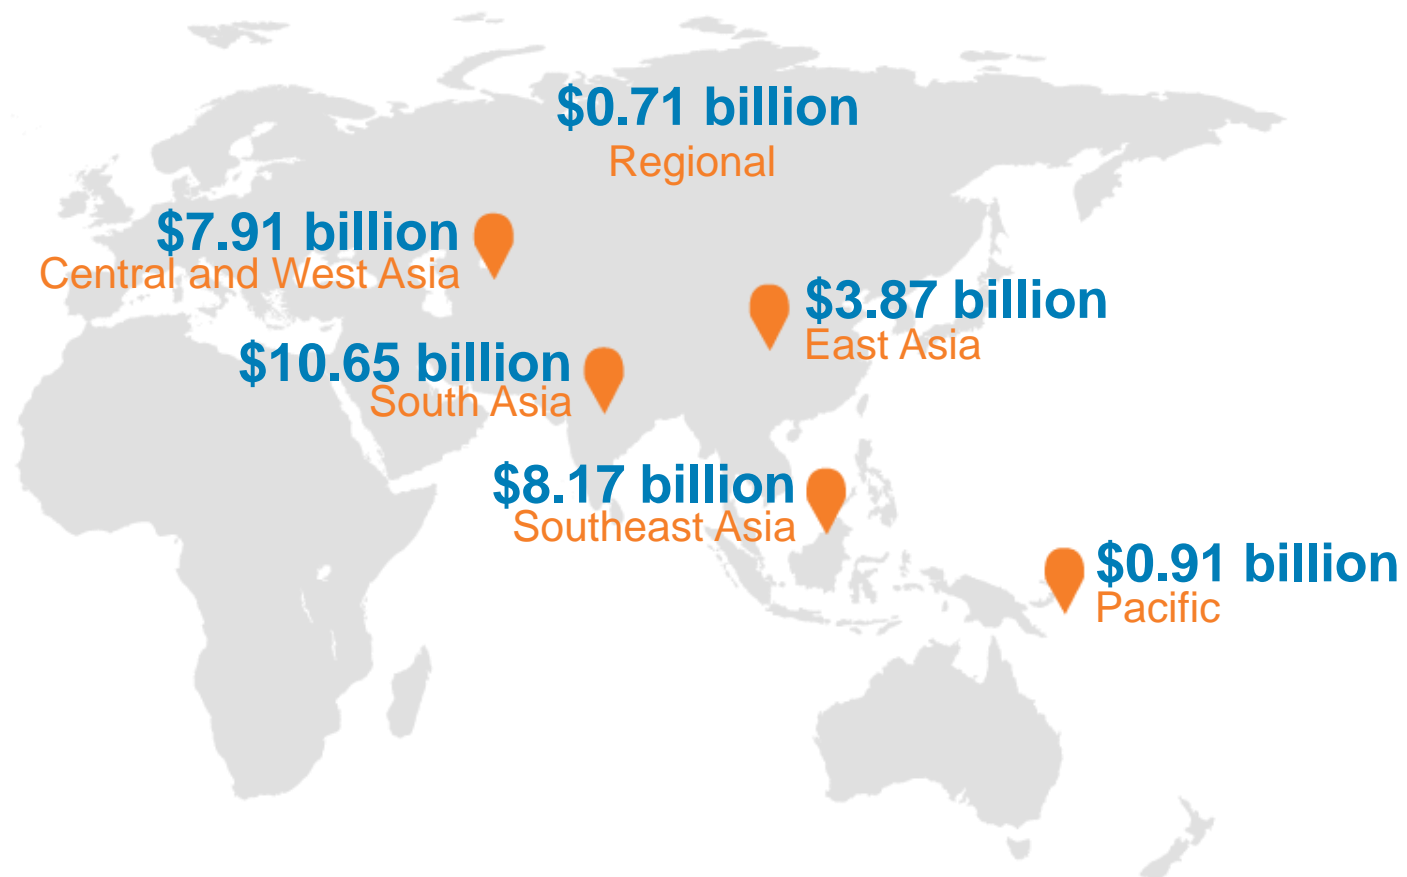 $0.71 billion
Regional
$7.91 billion
Central and West Asia
$3.87 billion
East Asia
$10.65 billion
South Asia
$8.17 billion
Southeast Asia
$0.91 billion
Pacific